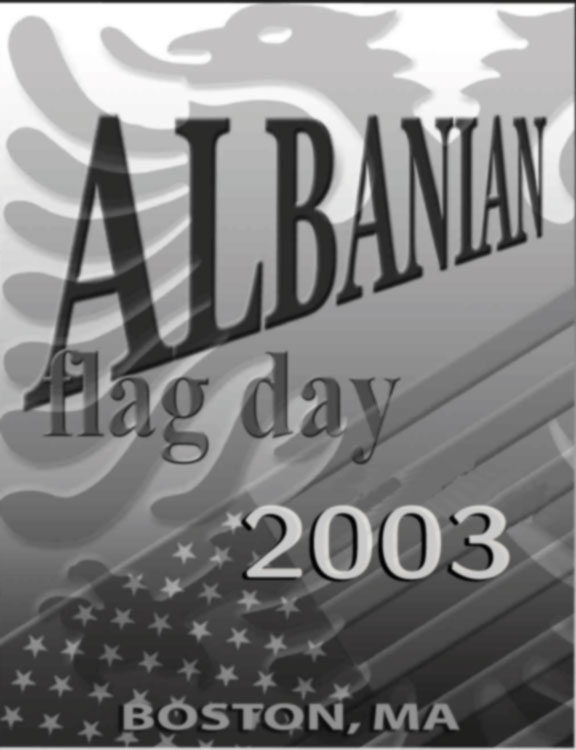 ALBANIAN
flag day
2003
BOSTON, MA